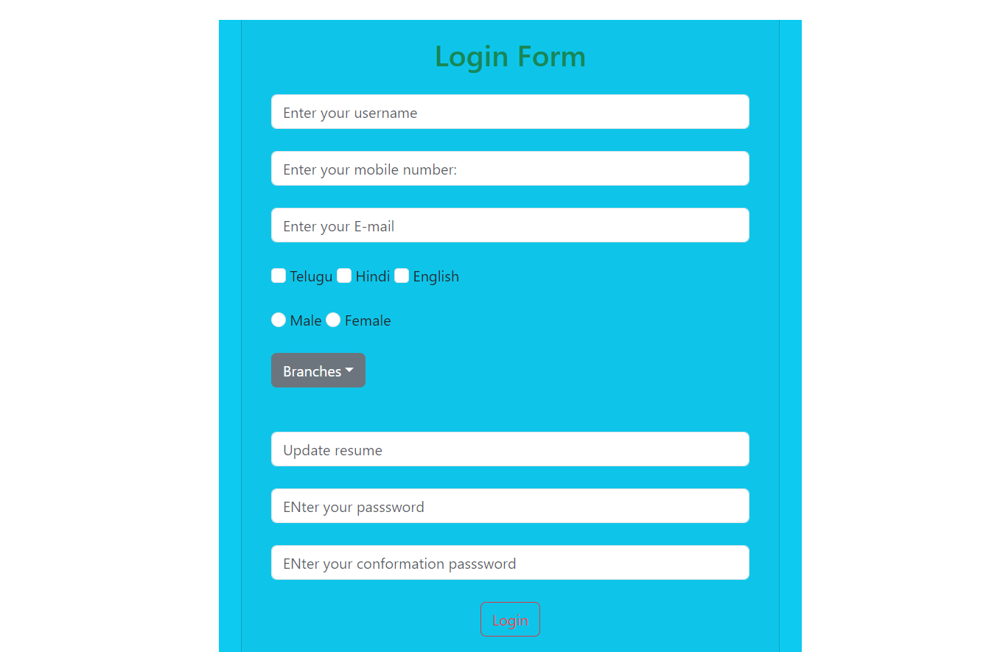 Login Form
Enter your username
Enter your mobile number:
Enter your E-mail
Telugu Hindi English
Male Female
Branches
Update resume
ENter your passsword
ENter your conformation passsword
Login